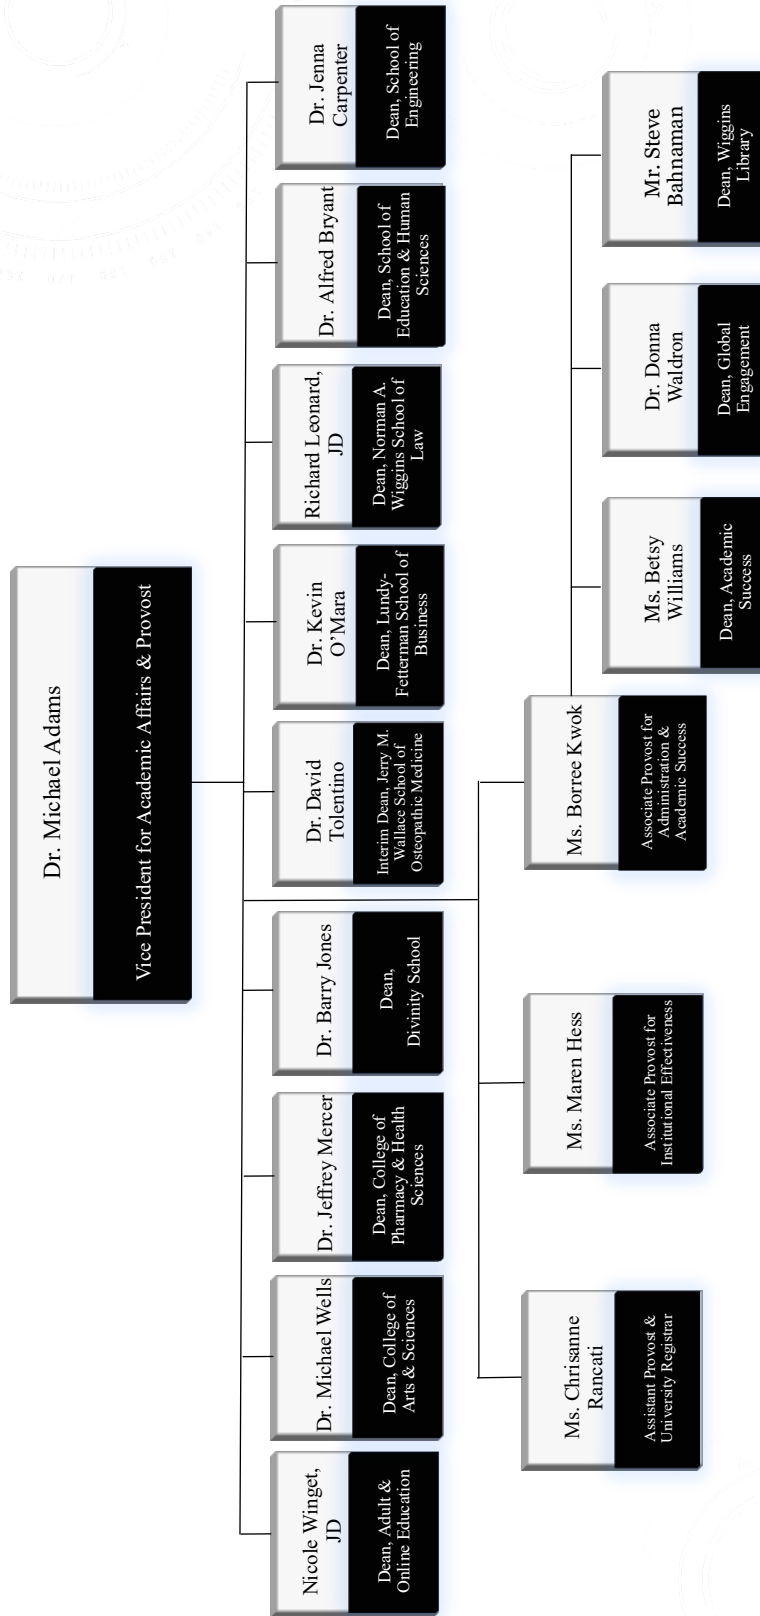 Dr. Michael Adams
Vice President for Academic Affairs & Provost
Nicole Winget,
JD
Dean, Adult &
Online Education
Dr. Michael Wells
Dean, College of
Arts & Sciences
Dr. Jeffrey Mercer
Dean, College of
Pharmacy & Health
Sciences
Dr. Barry Jones
Dean,
Divinity School
Dr. David
Tolentino
Interim Dean, Jerry M.
Wallace School of
Osteopathic Medicine
Dr. Kevin
O’Mara
Dean, Lundy-
Fetterman School of
Business
Richard Leonard,
JD
Dean, Norman A.
Wiggins School of
Law
Dr. Alfred Bryant
Dean, School of
Education & Human
Sciences
Dr. Jenna
Carpenter
Dean, School of
Engineering
Ms. Chrisanne
Rancati
Assistant Provost &
University Registrar
Ms. Maren Hess
Associate Provost for
Institutional Effectiveness
Ms. Borree Kwok
Associate Provost for
Administration &
Academic Success
Ms. Betsy
Williams
Dean, Academic
Success
Dr. Donna
Waldron
Dean, Global
Engagement
Mr. Steve
Bahnaman
Dean, Wiggins
Library